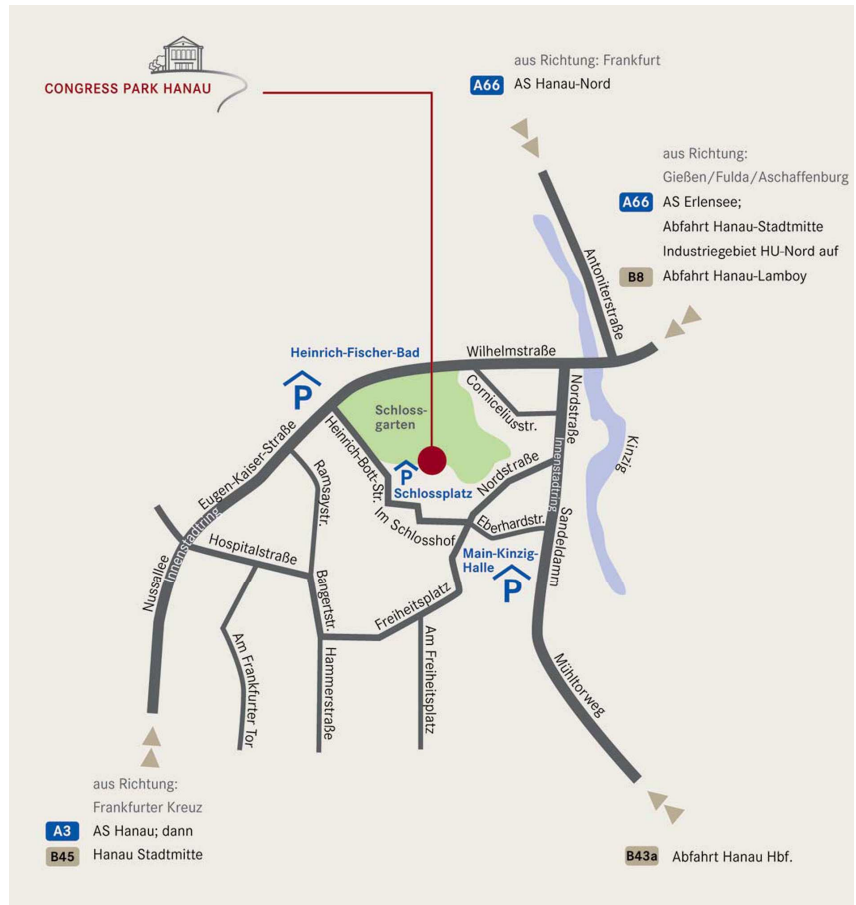 CONGRESS PARK HANAU
aus Richtung: Frankfurt
A66 AS Hanau-Nord
aus Richtung:
Gießen/Fulda/Aschaffenburg
A66 AS Erlensee;
Abfahrt Hanau-Stadtmitte
Industriegebiet HU-Nord auf
B8 Abfahrt Hanau-Lamboy
Antoniterstraße
Wilhelmstraße
Heinrich-Fischer-Bad
P
Corniceliusstr.
Nordstraße
Innenstadtring
Kinzig
Schloss-
garten
Eugen-Kaiser-Straße
Heinrich-Bott-Str.
Ramsaystr.
P
Schlossplatz
Nordstraße
Im Schlosshof
Eberhardstr.
Sandeldamm
Innenstadtring
Hospitalstraße
Nussallee
Main-Kinzig-
Halle
P
Bangertstr.
Freiheitsplatz
Am Frankfurter Tor
Hammerstraße
Am Freiheitsplatz
Mühltorweg
aus Richtung:
Frankfurter Kreuz
A3 AS Hanau; dann
B45 Hanau Stadtmitte
B43a Abfahrt Hanau Hbf.